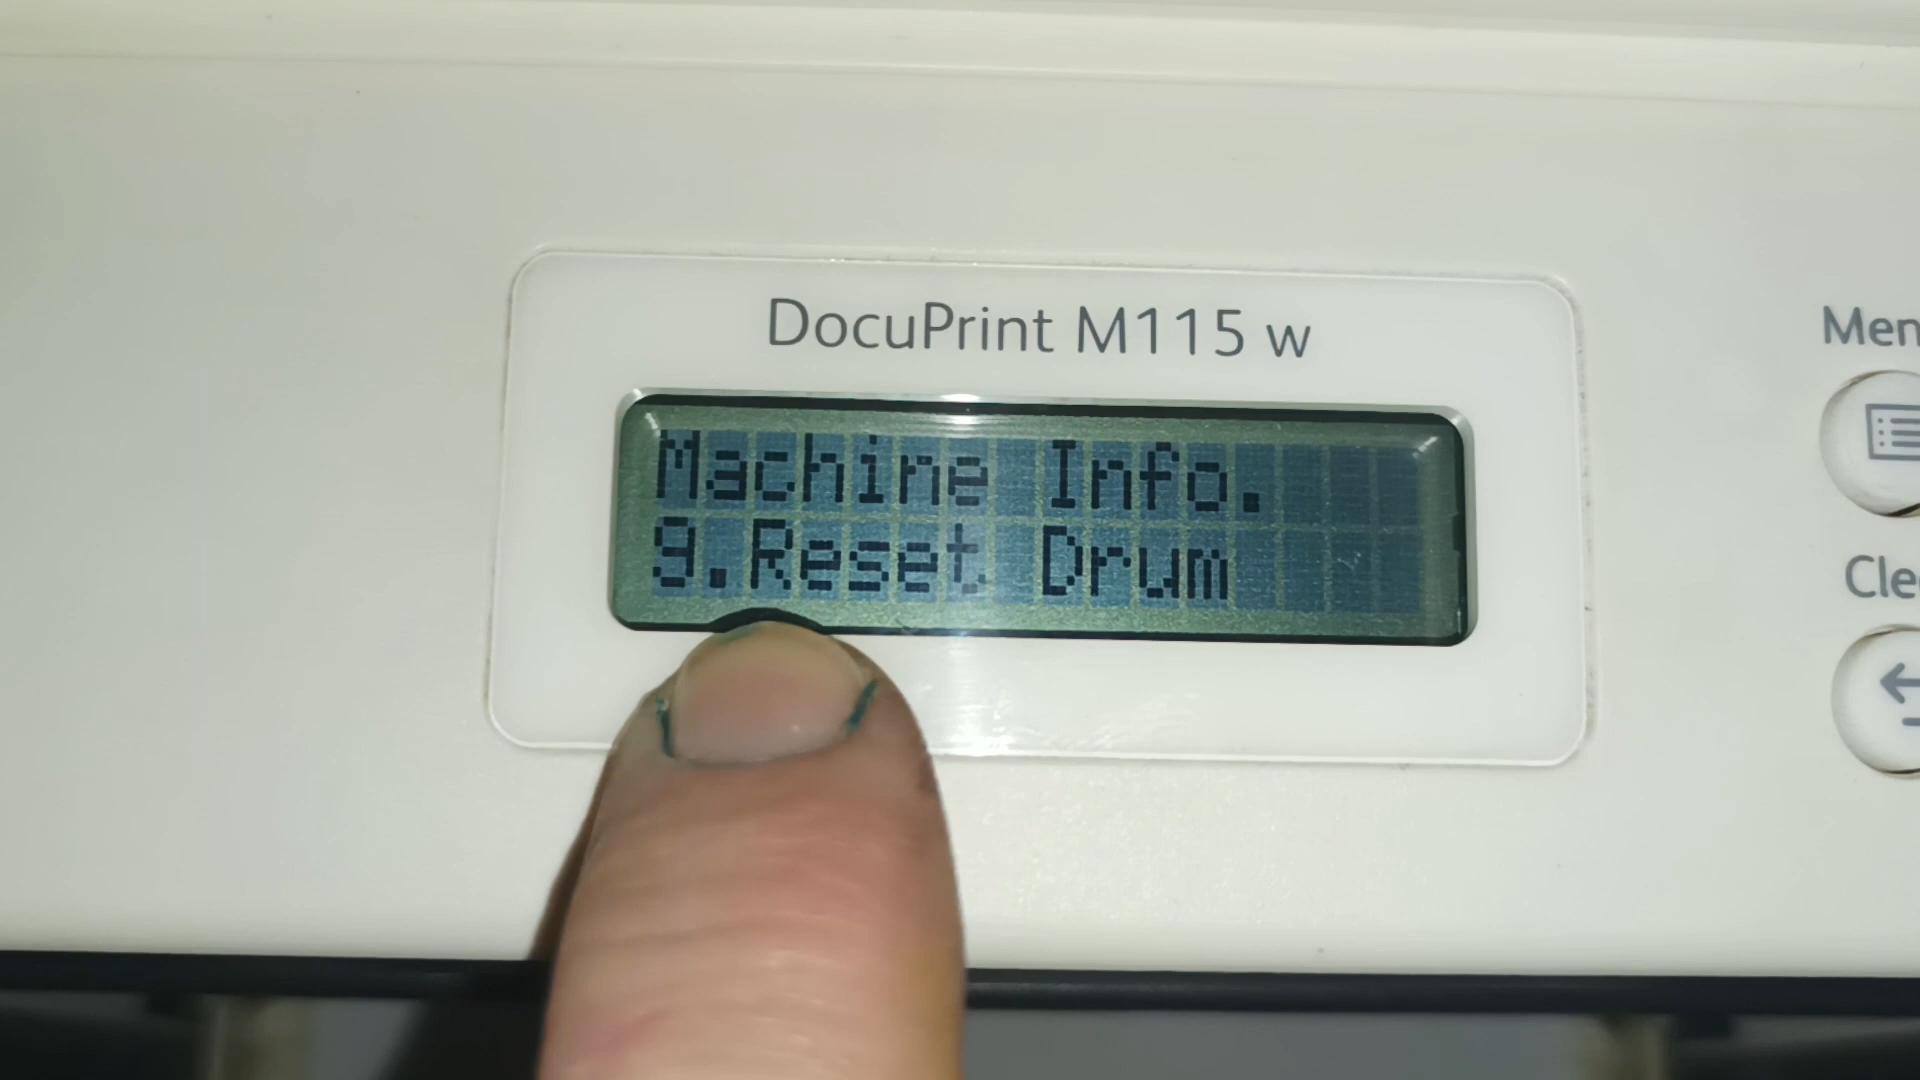 DocuPrint M115 w
Machine Info.
9.Reset Drum
Men
Cle